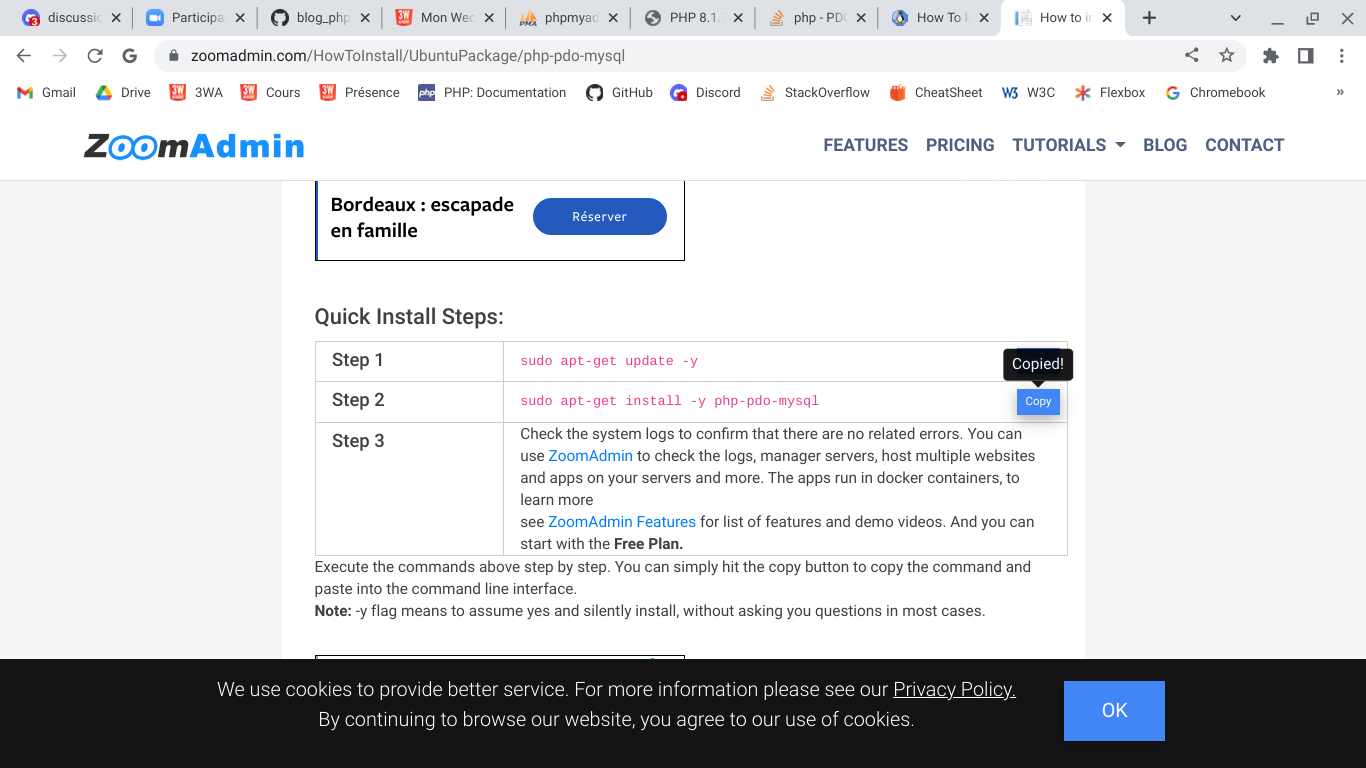 discussic
Participa
blog_php
Mon Wec
phpmyad
PHP 8.1.
php - PDO
How To I
How to in
zoomadmin.com/HowToInstall/UbuntuPackage/php-pdo-mysql
Gmail
Drive
3WA
Cours
Présence
PHP: Documentation
GitHub
Discord
StackOverflow
CheatSheet
W3C
Flexbox
Chromebook
»
ZoomAdmin
FEATURES
PRICING
TUTORIALS
BLOG
CONTACT
Bordeaux : escapade
en famille
Réserver
Quick Install Steps:
Step 1
sudo apt-get update -y
Copied!
Step 2
sudo apt-get install -y php-pdo-mysql
Copy
Step 3
Check the system logs to confirm that there are no related errors. You can
use ZoomAdmin to check the logs, manager servers, host multiple websites
and apps on your servers and more. The apps run in docker containers, to
learn more
see ZoomAdmin Features for list of features and demo videos. And you can
start with the Free Plan.
Execute the commands above step by step. You can simply hit the copy button to copy the command and
paste into the command line interface.
Note: -y flag means to assume yes and silently install, without asking you questions in most cases.
We use cookies to provide better service. For more information please see our Privacy Policy.
By continuing to browse our website, you agree to our use of cookies.
OK